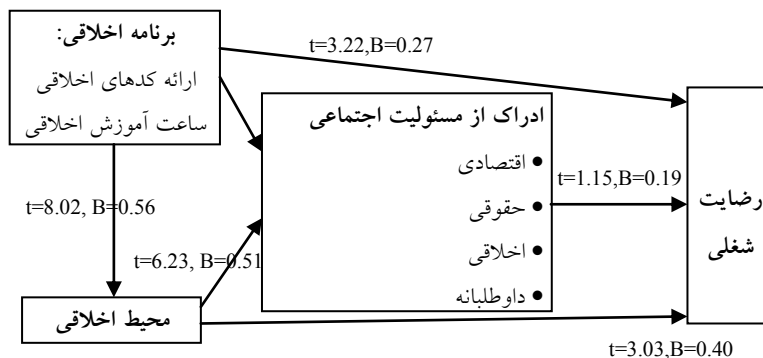 برنامه اخلاقی:
ارائه کدهای اخلاقی
ساعت آموزش اخلاقی
t=3.22,B=0.27
ادراک از مسئولیت اجتماعی
● اقتصادی
● حقوقی
● اخلاقی
● داوطلبانه
t=1.15,B=0.19
رضایت
شغلی
t=8.02, B=0.56
t=6.23, B=0.51
محیط اخلاقی
t=3.03,B=0.40